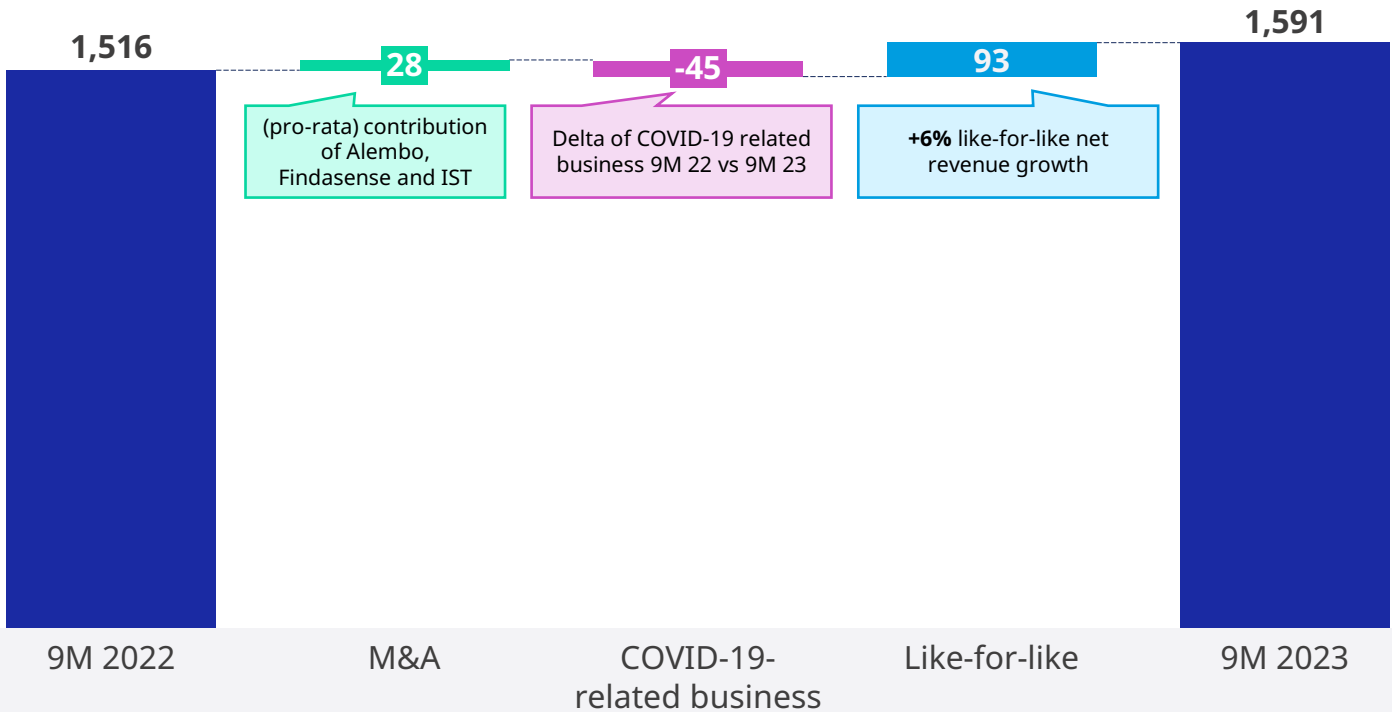 1,516
28
-45
93
1,591
(pro-rata) contribution
of Alembo,
Findasense and IST
Delta of COVID-19 related
business 9M 22 vs 9M 23
+6% like-for-like net
revenue growth
9M 2022
M&A
COVID-19-
related business
Like-for-like
9M 2023